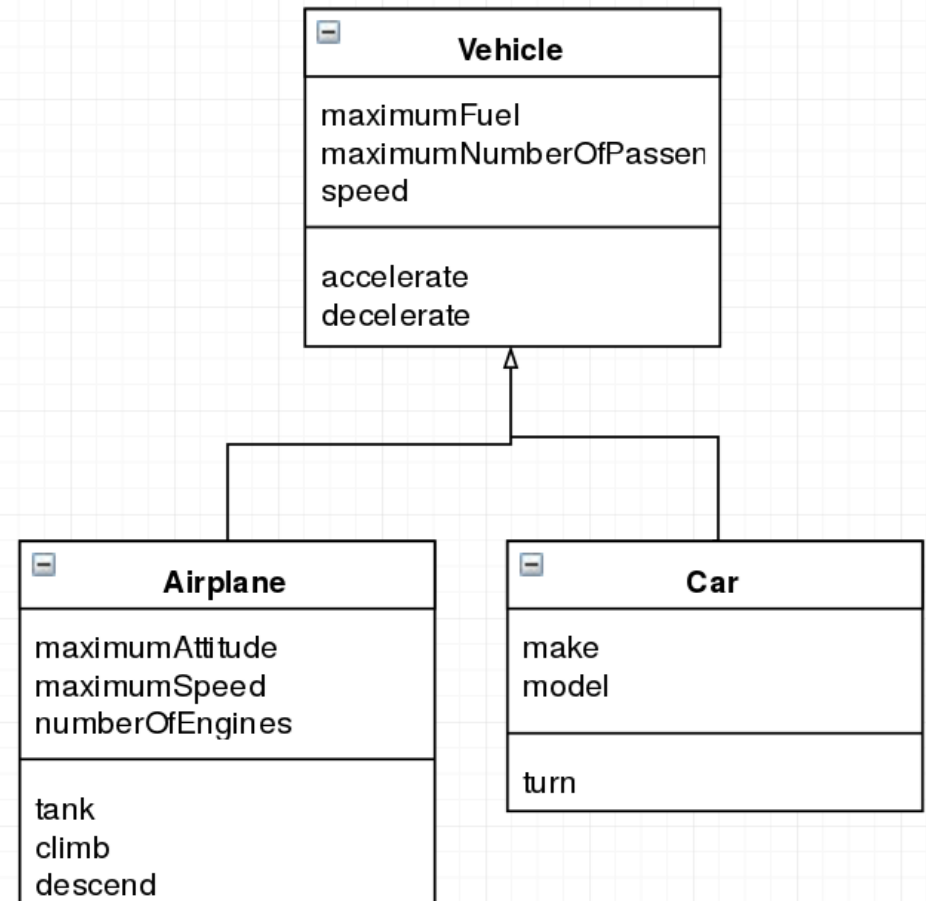 Vehicle
maximumFuel
maximumNumberOfPassen
speed
accelerate
decelerate
Airplane
maximumAttitude
maximumSpeed
numberOfEngines
tank
climb
descend
Car
make
model
turn